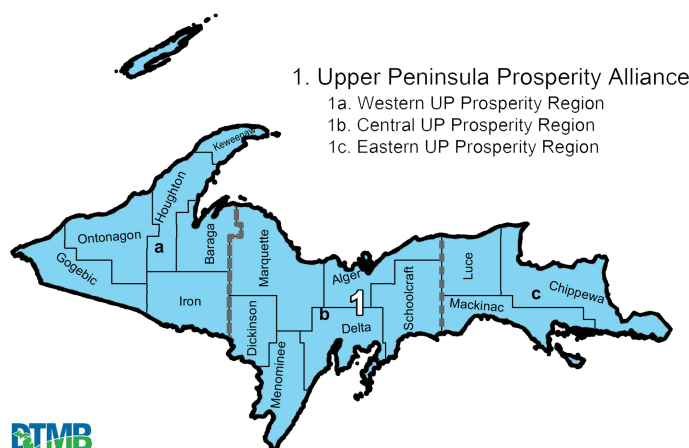 1. Upper Peninsula Prosperity Alliance
1a. Western UP Prosperity Region
1b. Central UP Prosperity Region
1c. Eastern UP Prosperity Region
Keweenaw
Houghton
Ontonagon
a
Baraga
Gogebic
Iron
Marquette
Dickinson
Menominee
Alger
1
b
Delta
Schoolcraft
Luce
Mackinac
c
Chippewa
DTMB